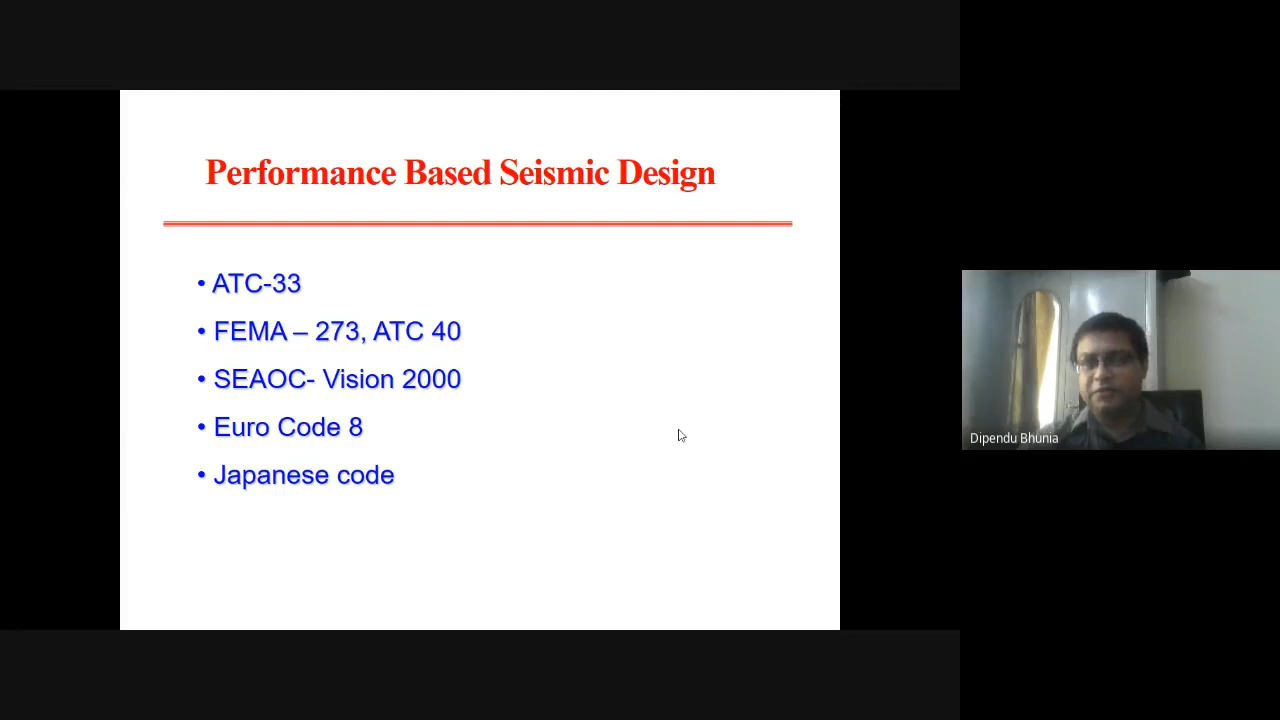 Performance Based Seismic Design
• ATC-33
• FEMA – 273, ATC 40
• SEAOC- Vision 2000
• Euro Code 8
• Japanese code
Dipendu Bhunia